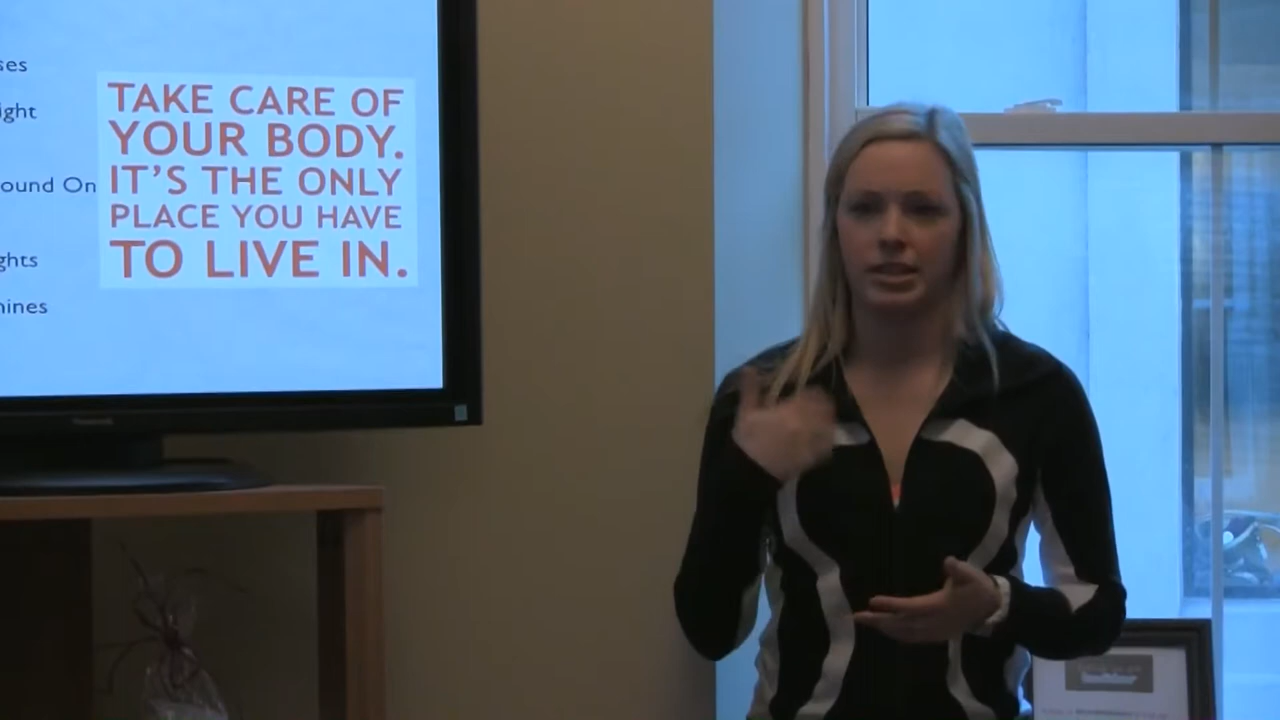 ses
ight
ound On
ghts
nines
TAKE CARE OF
YOUR BODY.
IT'S THE ONLY
PLACE YOU HAVE
TO LIVE IN.